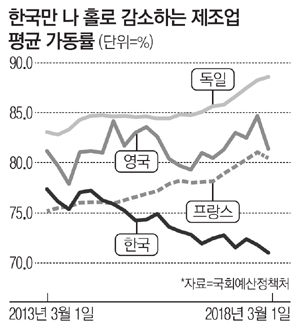 한국만 나 홀로 감소하는 제조업
평균 가동률 (단위=%)
90.0
독일
85.0
80.0
영국
75.0
프랑스
한국
70.0
*자료=국회예산정책처
2013년 3월 1일 2018년 3월 1일